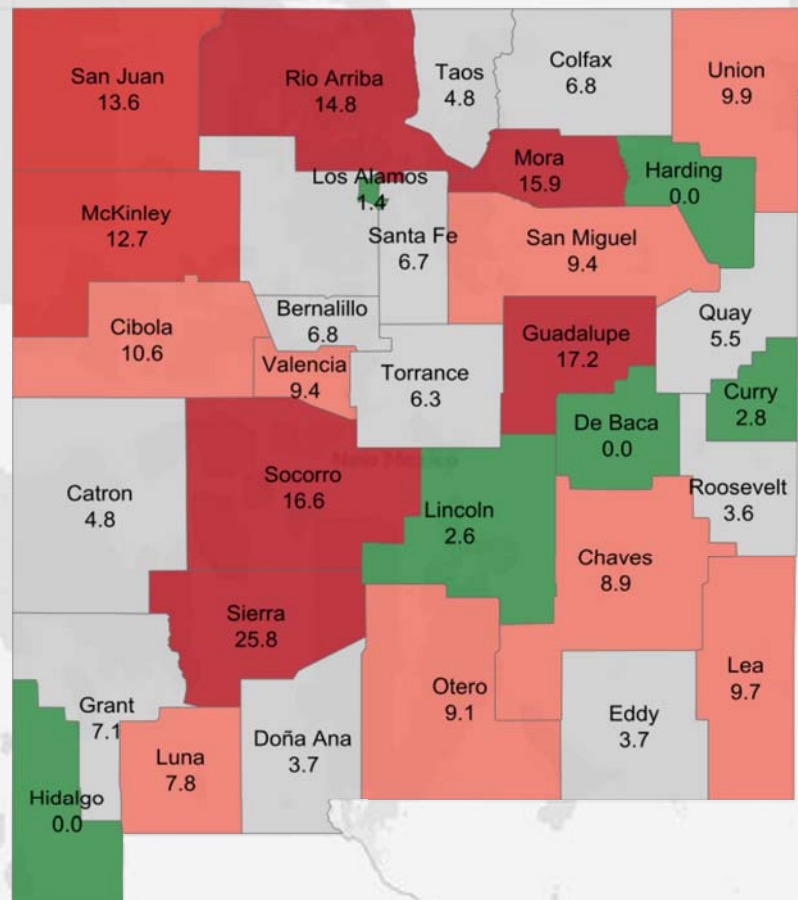 San Juan
13.6
Rio Arriba
14.8
Taos
4.8
Colfax
6.8
Union
9.9
Mora
15.9
Harding
0.0
Los Alamos
1.4
McKinley
12.7
Santa Fe
6.7
San Miguel
9.4
Bernalillo
6.8
Cibola
10.6
Valencia
9.4
Torrance
6.3
Guadalupe
17.2
Quay
5.5
Curry
2.8
De Baca
0.0
New Mexico
Catron
4.8
Socorro
16.6
Lincoln
2.6
Roosevelt
3.6
Chaves
8.9
Sierra
25.8
Lea
9.7
Otero
9.1
Eddy
3.7
Grant
7.1
Luna
7.8
Doña Ana
3.7
Hidalgo
0.0